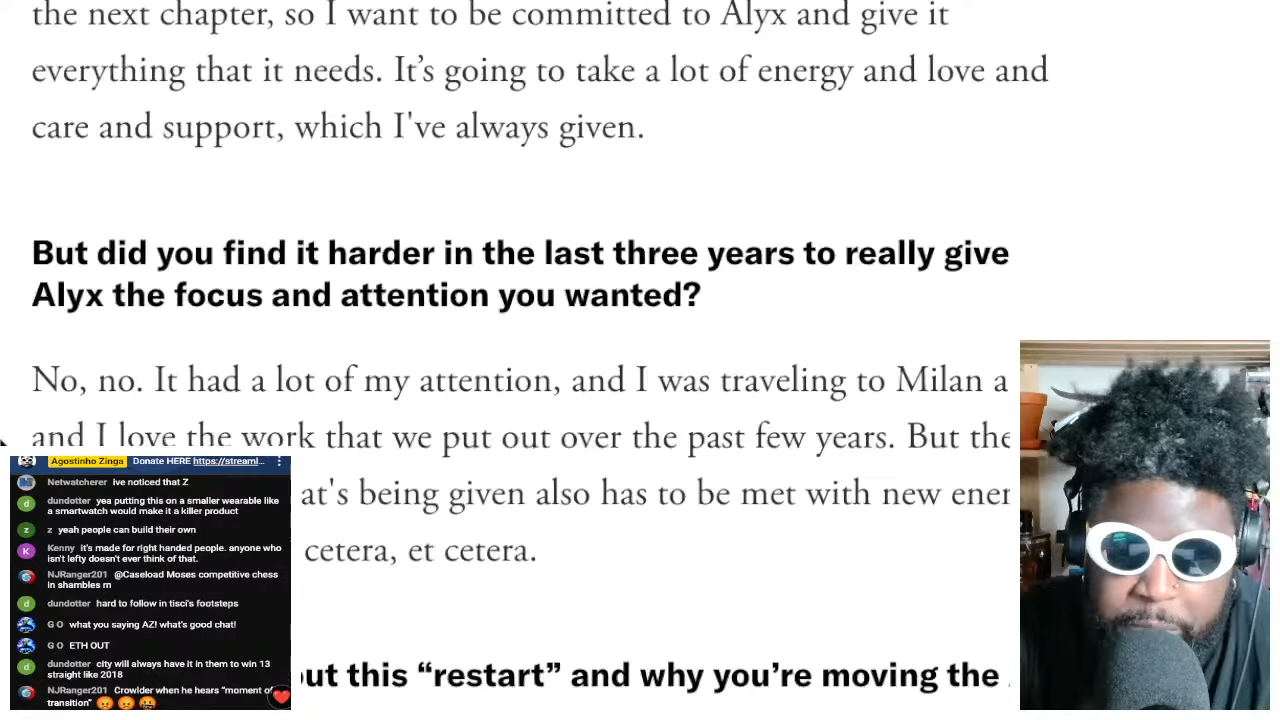 the next chapter, so I want to be committed to Alyx and give it
everything that it needs. It’s going to take a lot of energy and love and
care and support, which I've always given.
But did you find it harder in the last three years to really give
Alyx the focus and attention you wanted?
No, no. It had a lot of my attention, and I was traveling to Milan a
and I love the work that we put out over the past few years. But the
at's being given also has to be met with new ener
cetera, et cetera.
out this “restart” and why you’re moving the
Agostinho Zinga Donate HERE https://streaml...
Netwatcherer ive noticed that Z
dundotter yea putting this on a smaller wearable like
a smartwatch would make it a killer product
z yeah people can build their own
Kenny it's made for right handed people. anyone who
isn't lefty doesn't ever think of that.
NJRanger201 @Caseload Moses competitive chess
in shambles rn
dundotter hard to follow in tisci's footsteps
G O what you saying AZ! what's good chat!
G O ETH OUT
dundotter city will always have it in them to win 13
straight like 2018
NJRanger201 Crowlder when he hears “moment of
transition” 😡 😡 🤬